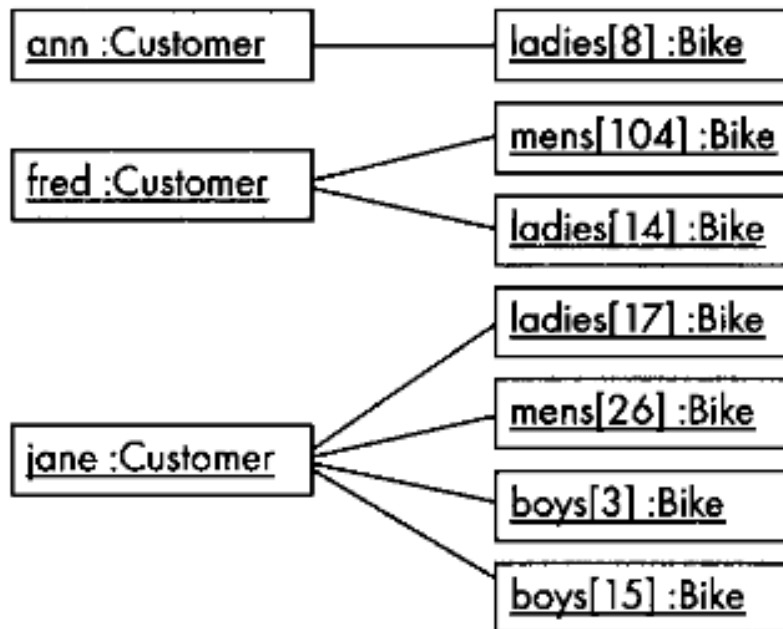 ann :Customer
ladies[8] :Bike
fred :Customer
mens[104] :Bike
ladies[14] :Bike
jane :Customer
ladies[17] :Bike
mens[26] :Bike
boys[3] :Bike
boys[15] :Bike